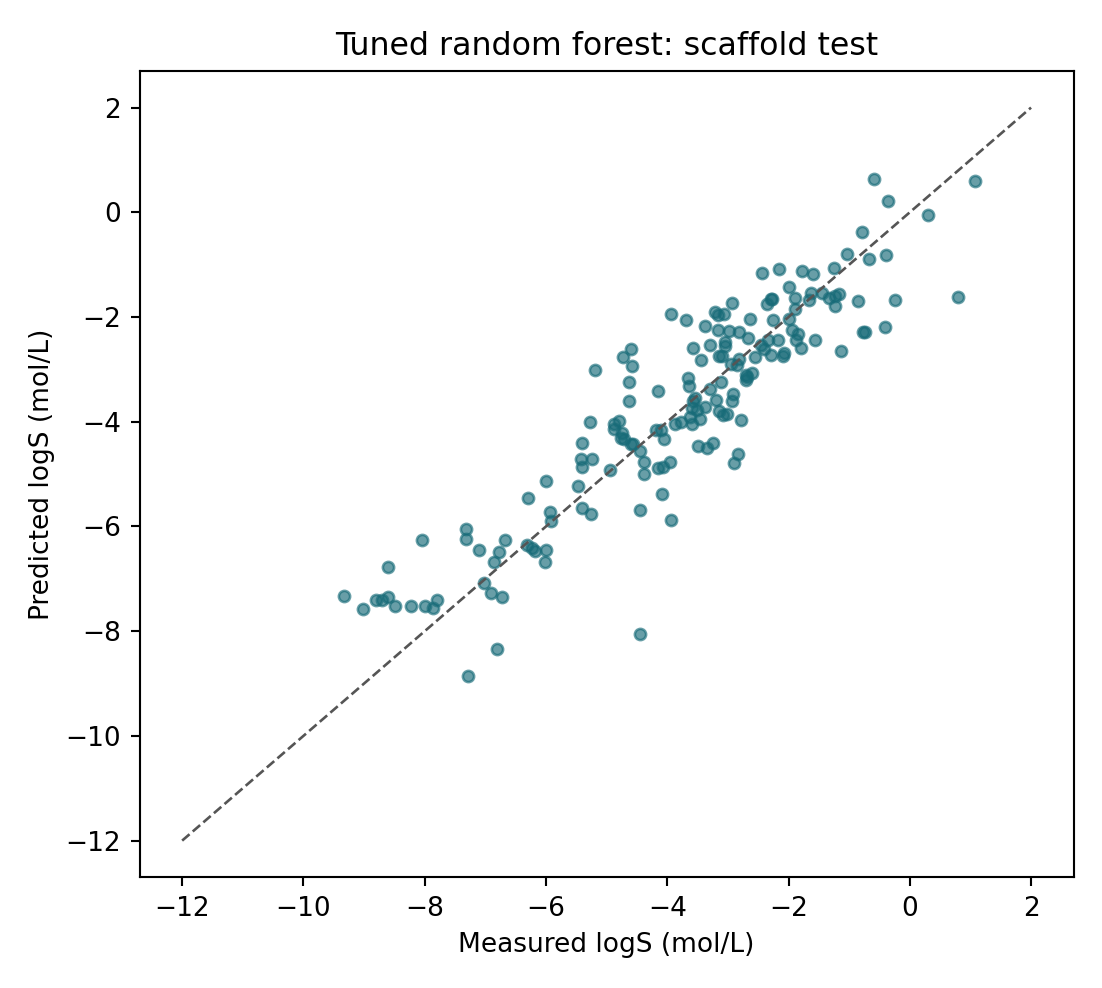 Tuned random forest: scaffold test
2
0
−2
−4
−6
−8
−10
−12
Predicted logS (mol/L)
−12 −10 −8 −6 −4 −2 0 2
Measured logS (mol/L)